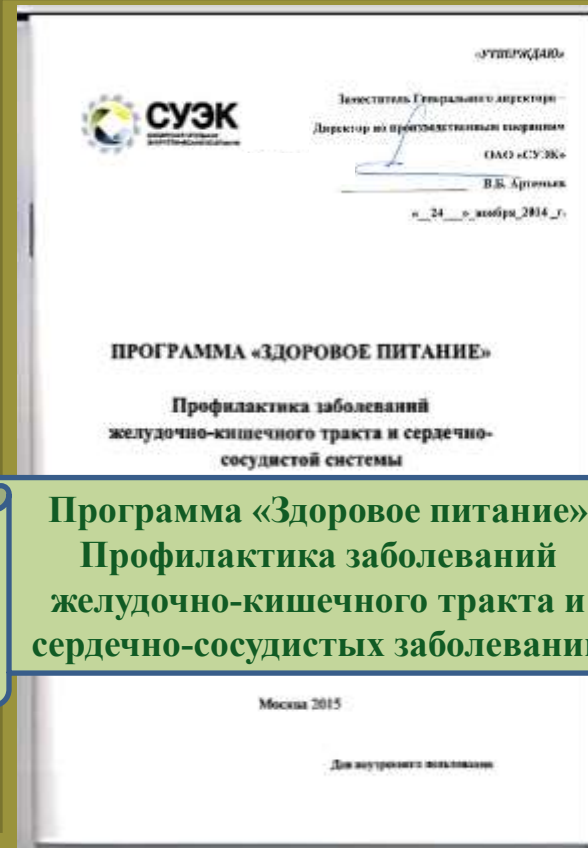 «УТВЕРЖДАЮ»
Заместитель Генерального директора –
Директор по производственным операциям
ОАО «СУЭК»
В.Б. Артемьев
«__24__» ноября_2014_г.
СУЭК
ПРОГРАММА «ЗДОРОВОЕ ПИТАНИЕ»
Профилактика заболеваний
желудочно-кишечного тракта и сердечно-
сосудистой системы
Программа «Здоровое питание»
Профилактика заболеваний
желудочно-кишечного тракта и
сердечно-сосудистых заболевани
Москва 2015
Для внутреннего пользования